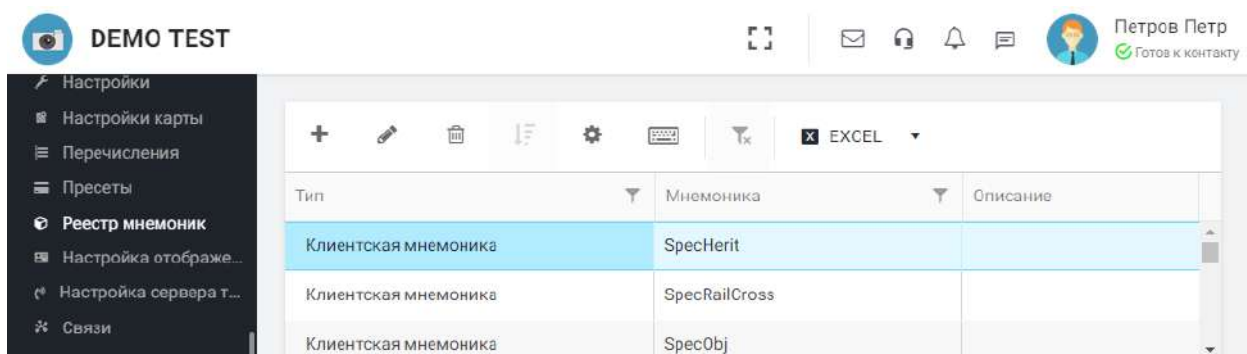 DEMO TEST
Петров Петр
Готов к контакту
Настройки
Настройки карты
Перечисления
Пресеты
Реестр мнемоник
Настройка отображе...
Настройка сервера т...
Связи
X EXCEL
Тип Мнемоника Описание
Клиентская мнемоника SpecHerit
Клиентская мнемоника SpecRailCross
Клиентская мнемоника SpecObj